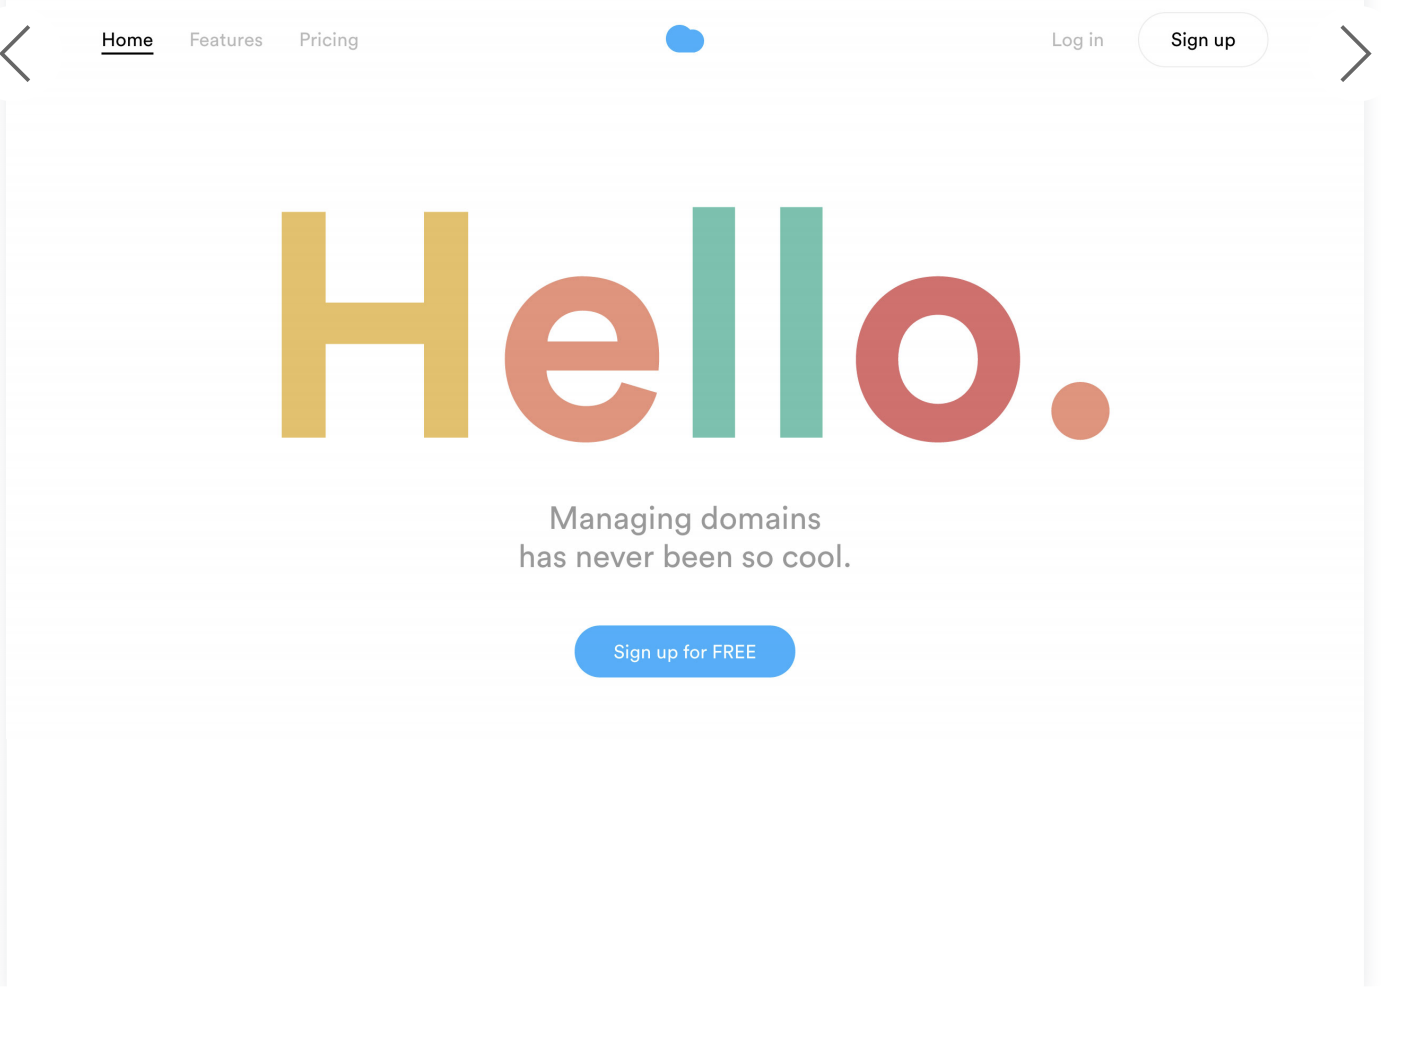 Home Features Pricing Log in Sign up
Hello.
Managing domains
has never been so cool.
Sign up for FREE